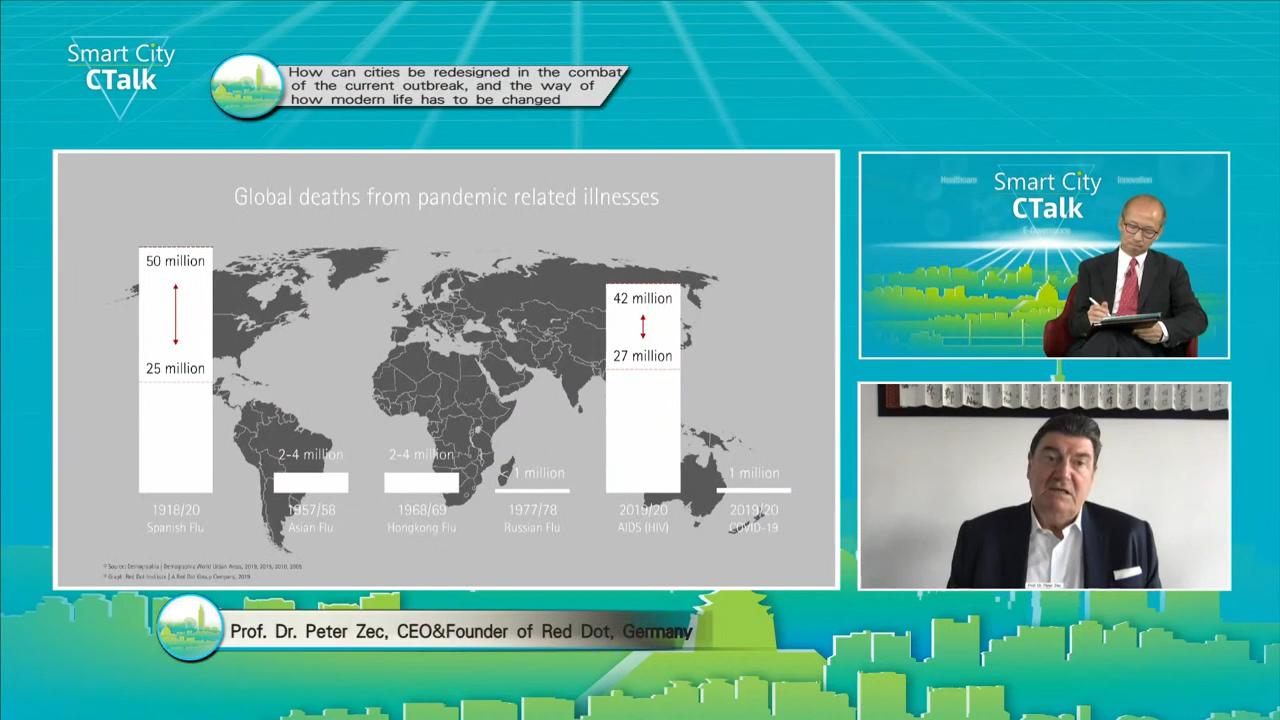 Smart City
CTalk
How can cities be redesigned in the combat
of the current outbreak, and the way of
how modern life has to be changed
Global deaths from pandemic related illnesses
50 million
25 million
2-4 million
2-4 million
1 million
42 million
27 million
1 million
1918/20
Spanish Flu
1957/58
Asian Flu
1968/69
Hongkong Flu
1977/78
Russian Flu
2019/20
AIDS (HIV)
2019/20
COVID-19
Source: Demographia | Demographia World Urban Areas, 2019, 2015, 2010, 2005
Graph: Red Dot Institute | A Red Dot Group Company, 2019
Healthcare
Smart City
Innovation
CTalk
E-Governance
Prof. Dr. Peter Zec
Prof. Dr. Peter Zec, CEO&Founder of Red Dot, Germany